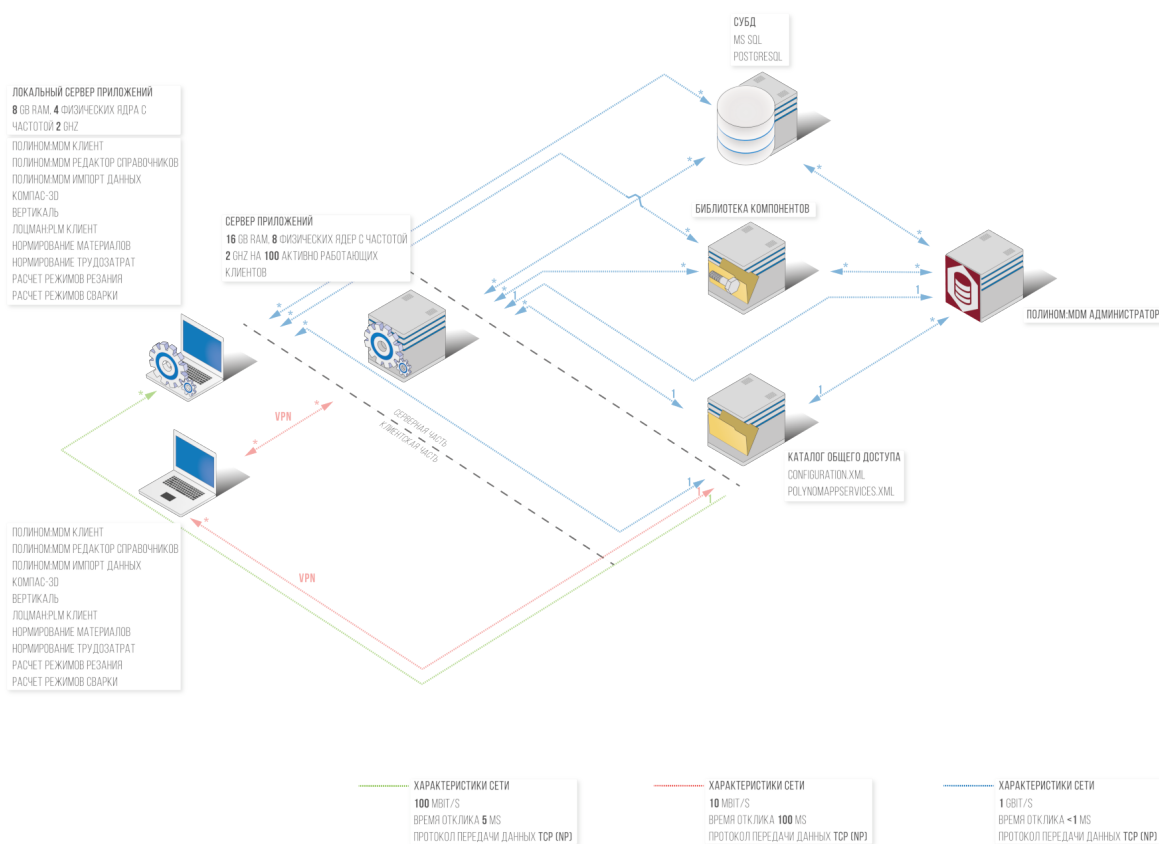 СУБД
MS SQL
POSTGRESQL
ЛОКАЛЬНЫЙ СЕРВЕР ПРИЛОЖЕНИЙ
8 GB RAM, 4 ФИЗИЧЕСКИХ ЯДРА С
ЧАСТОТОЙ 2 GHZ
ПОЛИНОМ:MDM КЛИЕНТ
ПОЛИНОМ:MDM РЕДАКТОР СПРАВОЧНИКОВ
ПОЛИНОМ:MDM ИМПОРТ ДАННЫХ
КОМПАС-3D
ВЕРТИКАЛЬ
ЛОЦМАН:PLM КЛИЕНТ
НОРМИРОВАНИЕ МАТЕРИАЛОВ
НОРМИРОВАНИЕ ТРУДОЗАТРАТ
РАСЧЕТ РЕЖИМОВ РЕЗАНИЯ
РАСЧЕТ РЕЖИМОВ СВАРКИ
СЕРВЕР ПРИЛОЖЕНИЙ
16 GB RAM, 8 ФИЗИЧЕСКИХ ЯДЕР С ЧАСТОТОЙ
2 GHZ НА 100 АКТИВНО РАБОТАЮЩИХ
КЛИЕНТОВ
БИБЛИОТЕКА КОМПОНЕНТОВ
ПОЛИНОМ:MDM АДМИНИСТРАТОР
1
1
1
1
VPN
СЕРВЕРНАЯ ЧАСТЬ
КЛИЕНТСКАЯ ЧАСТЬ
КАТАЛОГ ОБЩЕГО ДОСТУПА
CONFIGURATION.XML
POLYNOMAPPSERVICES.XML
1
1
1
ПОЛИНОМ:MDM КЛИЕНТ
ПОЛИНОМ:MDM РЕДАКТОР СПРАВОЧНИКОВ
ПОЛИНОМ:MDM ИМПОРТ ДАННЫХ
КОМПАС-3D
ВЕРТИКАЛЬ
ЛОЦМАН:PLM КЛИЕНТ
НОРМИРОВАНИЕ МАТЕРИАЛОВ
НОРМИРОВАНИЕ ТРУДОЗАТРАТ
РАСЧЕТ РЕЖИМОВ РЕЗАНИЯ
РАСЧЕТ РЕЖИМОВ СВАРКИ
VPN
ХАРАКТЕРИСТИКИ СЕТИ
100 MBIT/S
ВРЕМЯ ОТКЛИКА 5 MS
ПРОТОКОЛ ПЕРЕДАЧИ ДАННЫХ TCP (NP)
ХАРАКТЕРИСТИКИ СЕТИ
10 MBIT/S
ВРЕМЯ ОТКЛИКА 100 MS
ПРОТОКОЛ ПЕРЕДАЧИ ДАННЫХ TCP (NP)
ХАРАКТЕРИСТИКИ СЕТИ
1 GBIT/S
ВРЕМЯ ОТКЛИКА <1 MS
ПРОТОКОЛ ПЕРЕДАЧИ ДАННЫХ TCP (NP)